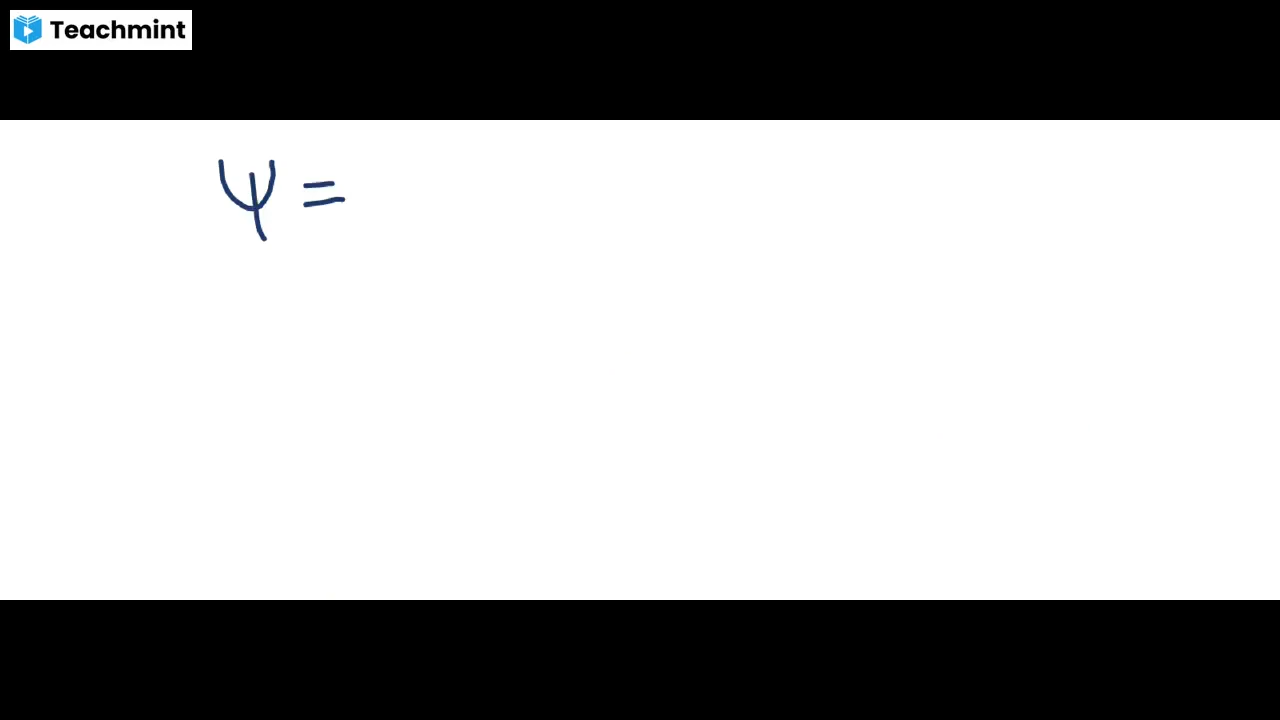 Teachmint
Ψ =